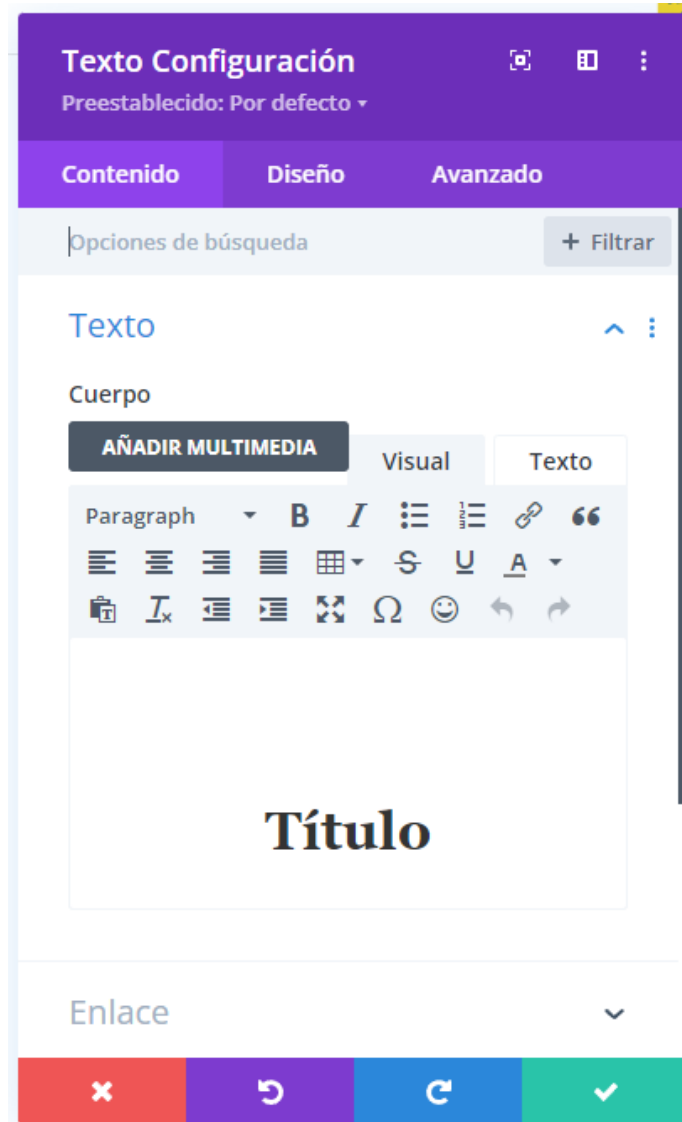 Texto Configuración
Preestablecido: Por defecto
Contenido Diseño Avanzado
Opciones de búsqueda + Filtrar
Texto
Cuerpo
AÑADIR MULTIMEDIA Visual Texto
Paragraph B I
U A
Título
Enlace